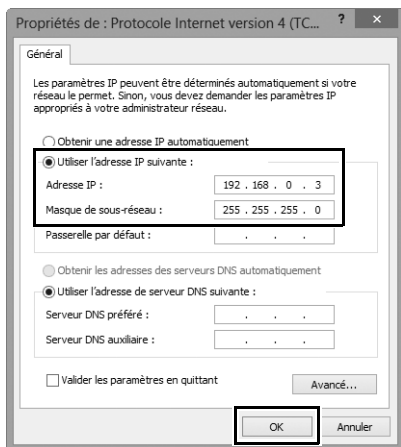 Propriétés de : Protocole Internet version 4 (TC...
Général
Les paramètres IP peuvent être déterminés automatiquement si votre
réseau le permet. Sinon, vous devez demander les paramètres IP
appropriés à votre administrateur réseau.
Obtenir une adresse IP automatiquement
Utiliser l'adresse IP suivante :
Adresse IP : 192 . 168 . 0 . 3
Masque de sous-réseau : 255 . 255 . 255 . 0
Passerelle par défaut : . . .
Obtenir les adresses des serveurs DNS automatiquement
Utiliser l'adresse de serveur DNS suivante :
Serveur DNS préféré : . . .
Serveur DNS auxiliaire : . . .
Valider les paramètres en quittant
Avancé...
OK Annuler